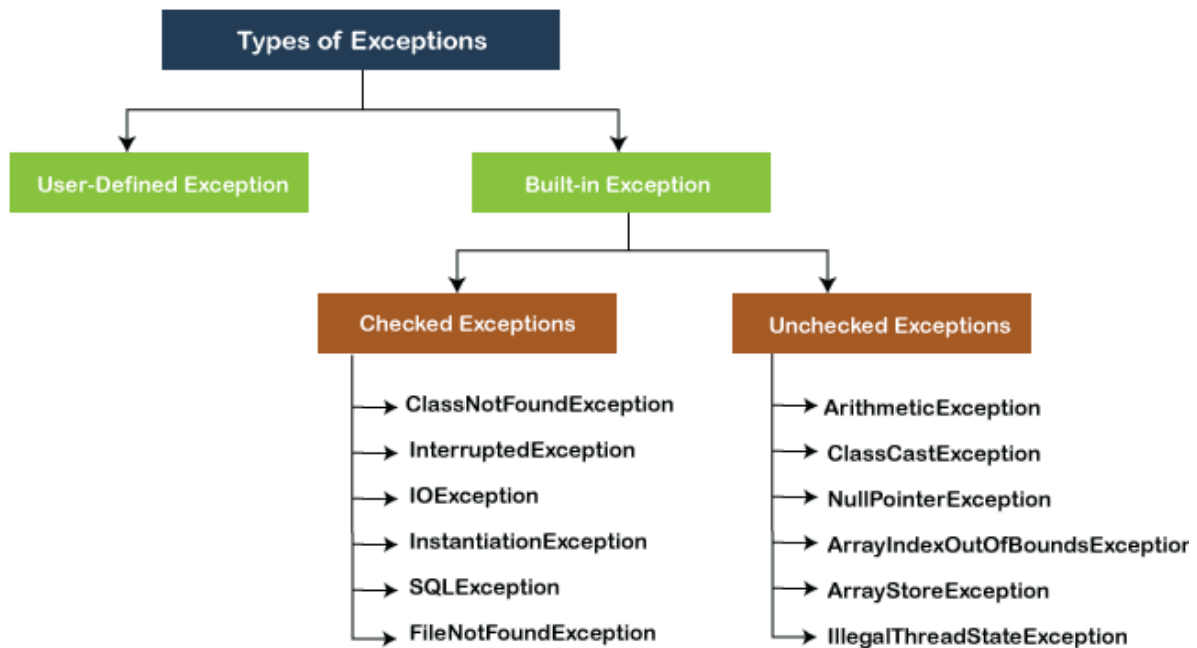 Types of Exceptions
User-Defined Exception
Built-in Exception
Checked Exceptions
ClassNotFoundException
InterruptedException
IOException
InstantiationException
SQLException
FileNotFoundException
Unchecked Exceptions
ArithmeticException
ClassCastException
NullPointerException
ArrayIndexOutOfBoundsException
ArrayStoreException
IllegalThreadStateException